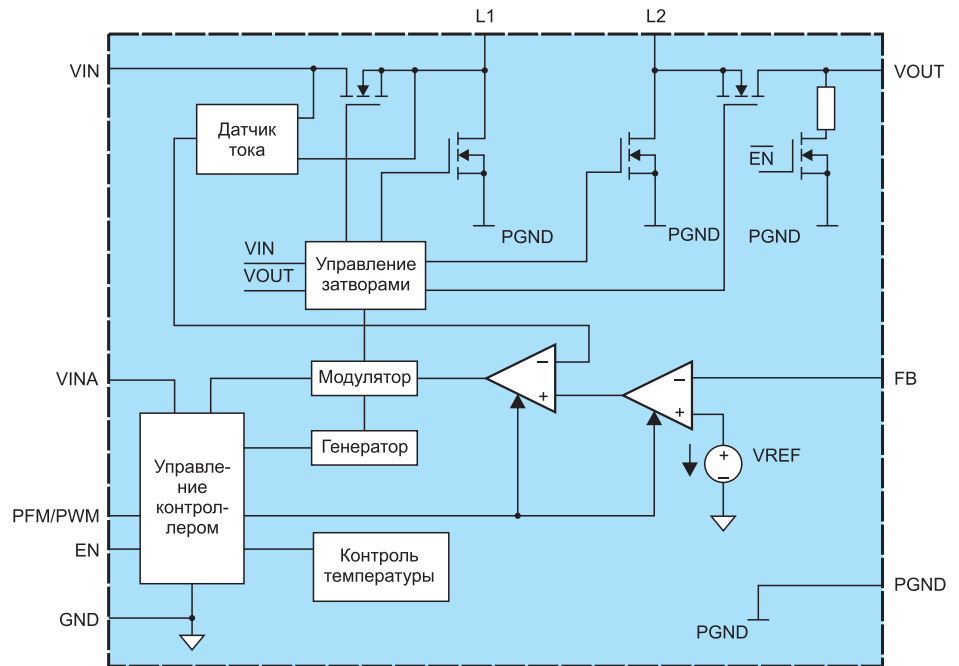 L1
L2
VIN
VOUT
Датчик
тока
EN
PGND
PGND
PGND
VIN
VOUT
Управление
затворами
VINA
Модулятор
−
+
−
+
FB
Генератор
+
−
VREF
Управле-
ние
контрол-
лером
PFM/PWM
EN
Контроль
температуры
GND
PGND
PGND